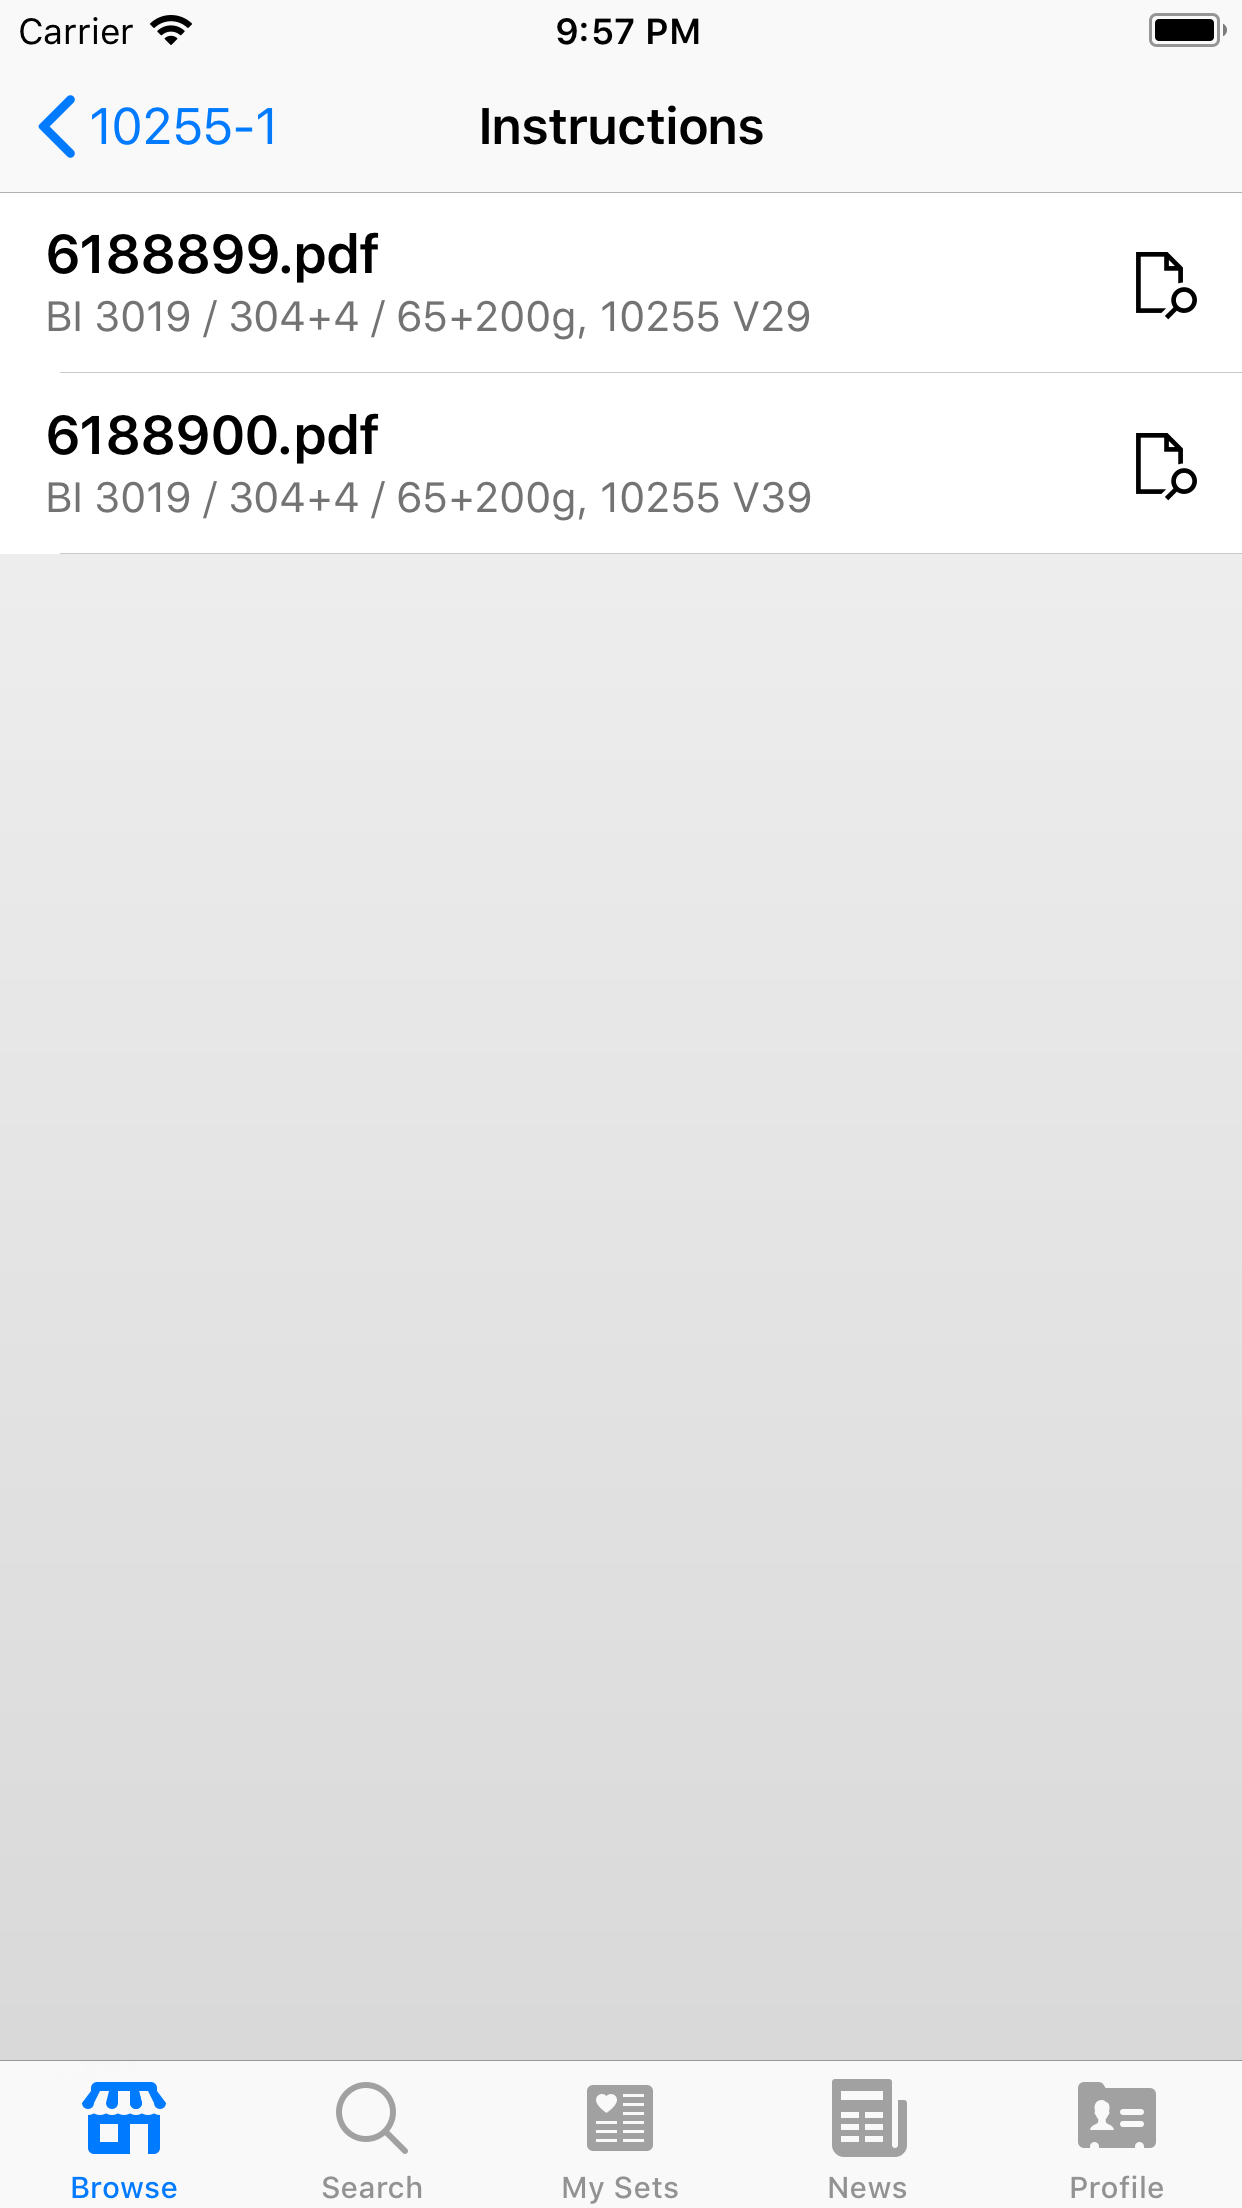 Carrier 9:57 PM
10255-1 Instructions
6188899.pdf
BI 3019 / 304+4 / 65+200g, 10255 V29
6188900.pdf
BI 3019 / 304+4 / 65+200g, 10255 V39
Browse Search My Sets News Profile